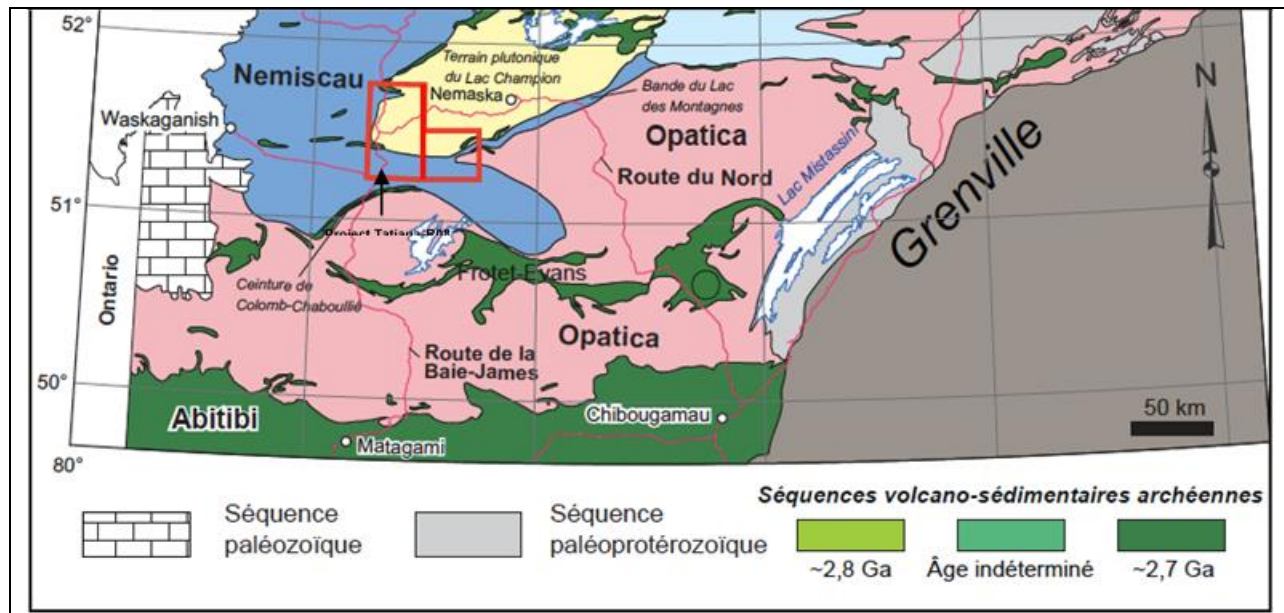 52°
Nemiscau
Terrain plutonique
du Lac Champion
Nemaska
Bande du Lac
des Montagnes
N
Waskaganish
Opatica
Lac Mistassini
Route du Nord
51°
Grenville
Project Tatiana
Frotet-Evans
Ceinture de
Colomb-Chaboullié
Ontario
Opatica
Route de la
Baie-James
50°
Abitibi
Chibougamau
50 km
Matagami
80°
Séquences volcano-sédimentaires archéennes
Séquence
paléozoïque
Séquence
paléoprotérozoïque
~2,8 Ga
Âge indéterminé
~2,7 Ga